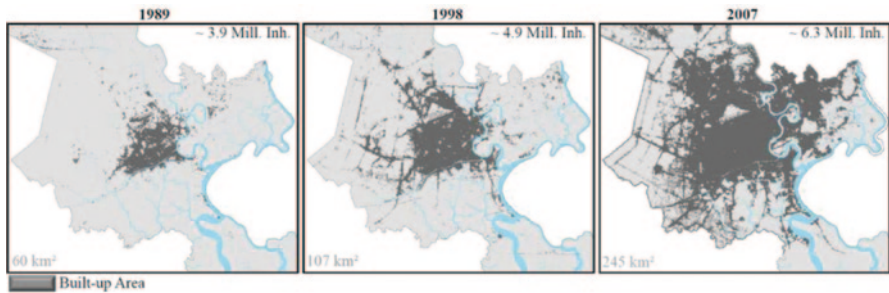 1989
~ 3.9 Mill. Inh.
60 km²
1998
~ 4.9 Mill. Inh.
107 km²
2007
~ 6.3 Mill. Inh.
245 km²
Built-up Area